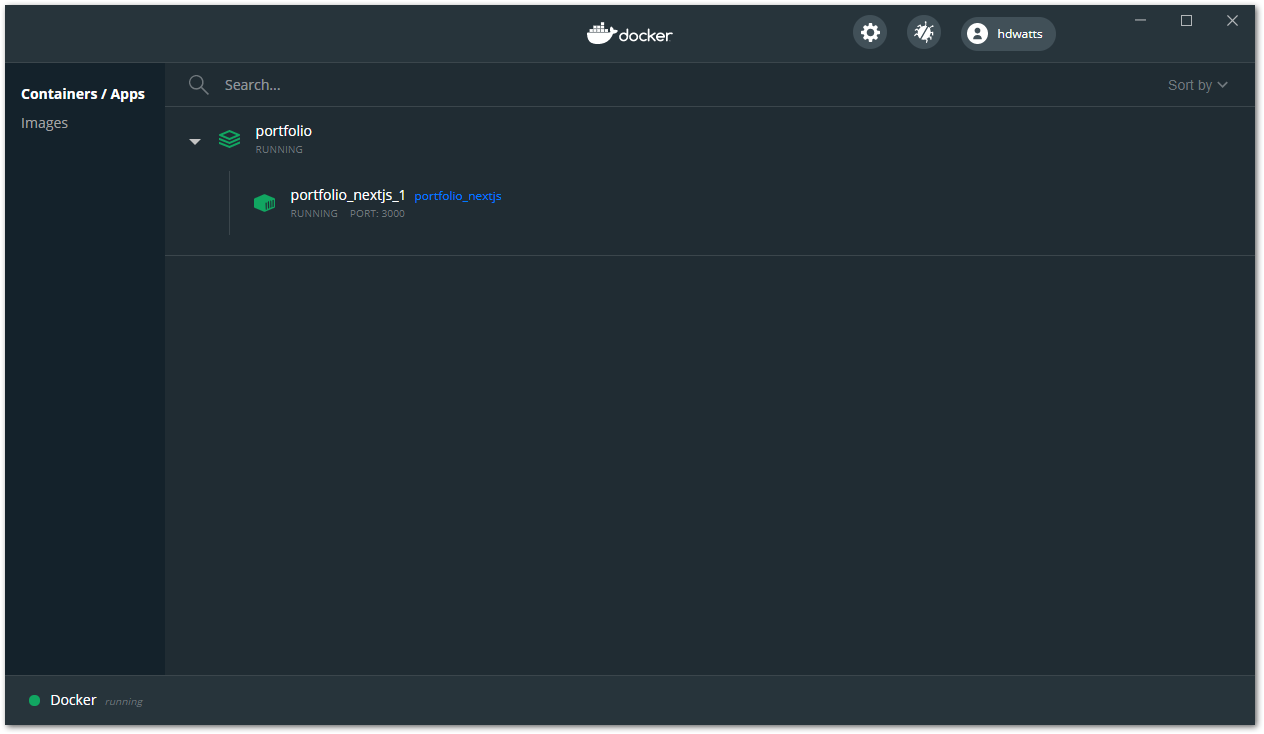 docker
hdwatts
Containers / Apps
Images
Search...
Sort by
portfolio
RUNNING
portfolio_nextjs_1 portfolio_nextjs
RUNNING PORT: 3000
Docker running